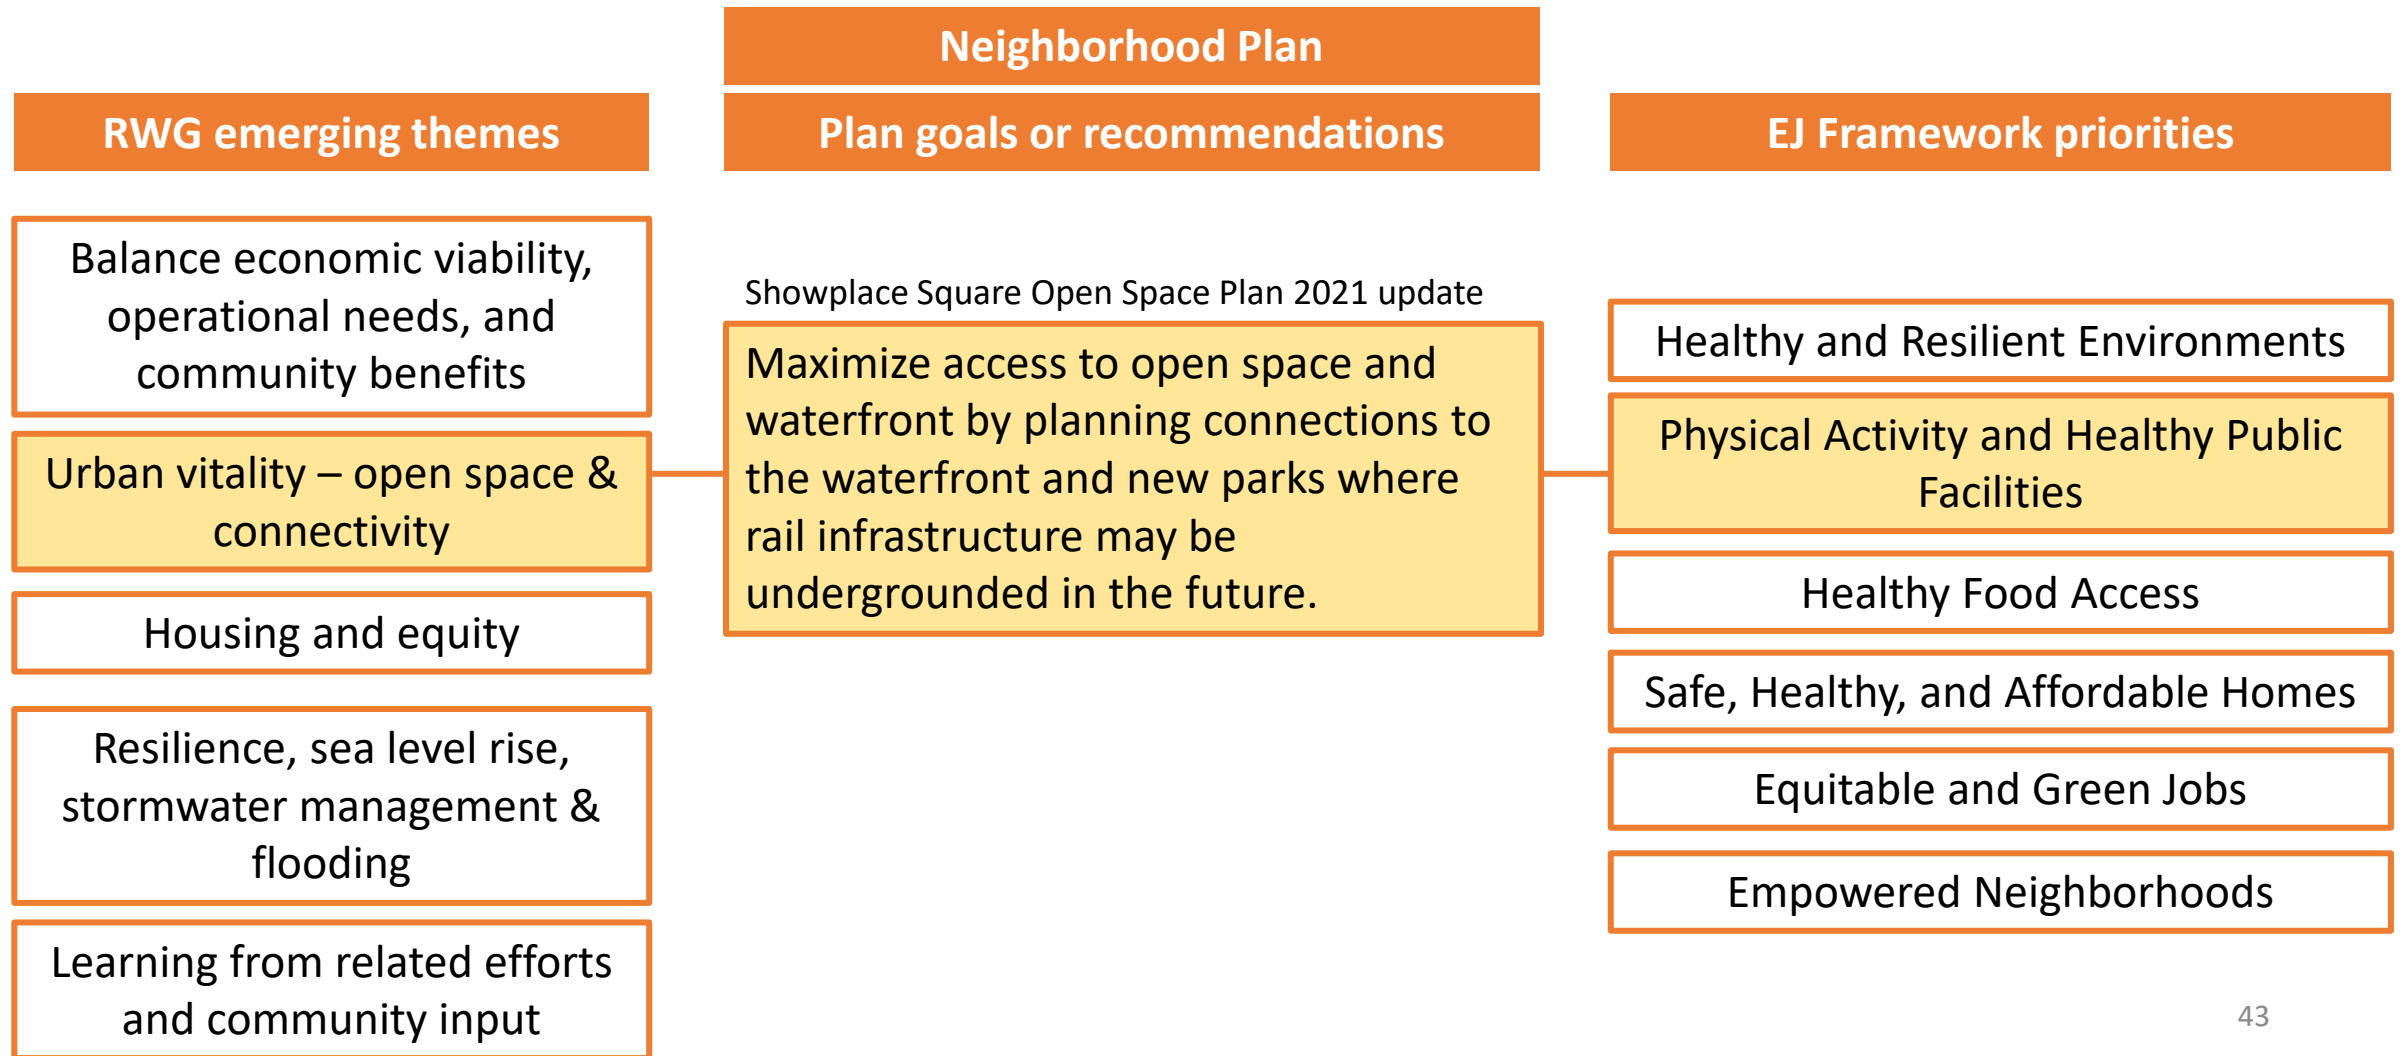 Neighborhood Plan
RWG emerging themes
Plan goals or recommendations
EJ Framework priorities
Balance economic viability,
operational needs, and
community benefits
Urban vitality – open space &
connectivity
Housing and equity
Resilience, sea level rise,
stormwater management &
flooding
Learning from related efforts
and community input
Showplace Square Open Space Plan 2021 update
Maximize access to open space and
waterfront by planning connections to
the waterfront and new parks where
rail infrastructure may be
undergrounded in the future.
Healthy and Resilient Environments
Physical Activity and Healthy Public
Facilities
Healthy Food Access
Safe, Healthy, and Affordable Homes
Equitable and Green Jobs
Empowered Neighborhoods
43